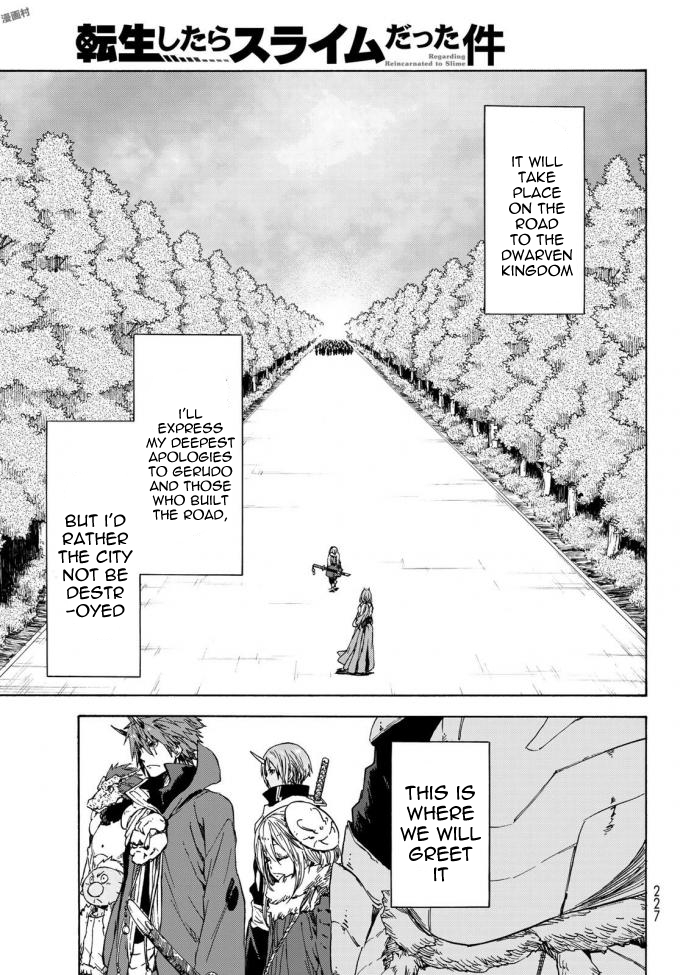 漫画村
転生したらスライムだった件
Regarding
Reincarnated to Slime
IT WILL
TAKE
PLACE
ON THE
ROAD
TO THE
DWARVEN
KINGDOM
I'LL
EXPRESS
MY DEEPEST
APOLOGIES
TO GERUDO
AND THOSE
WHO BUILT
THE ROAD,
BUT I'D
RATHER
THE CITY
NOT BE
DESTR
-OYED
THIS IS
WHERE
WE WILL
GREET
IT
227